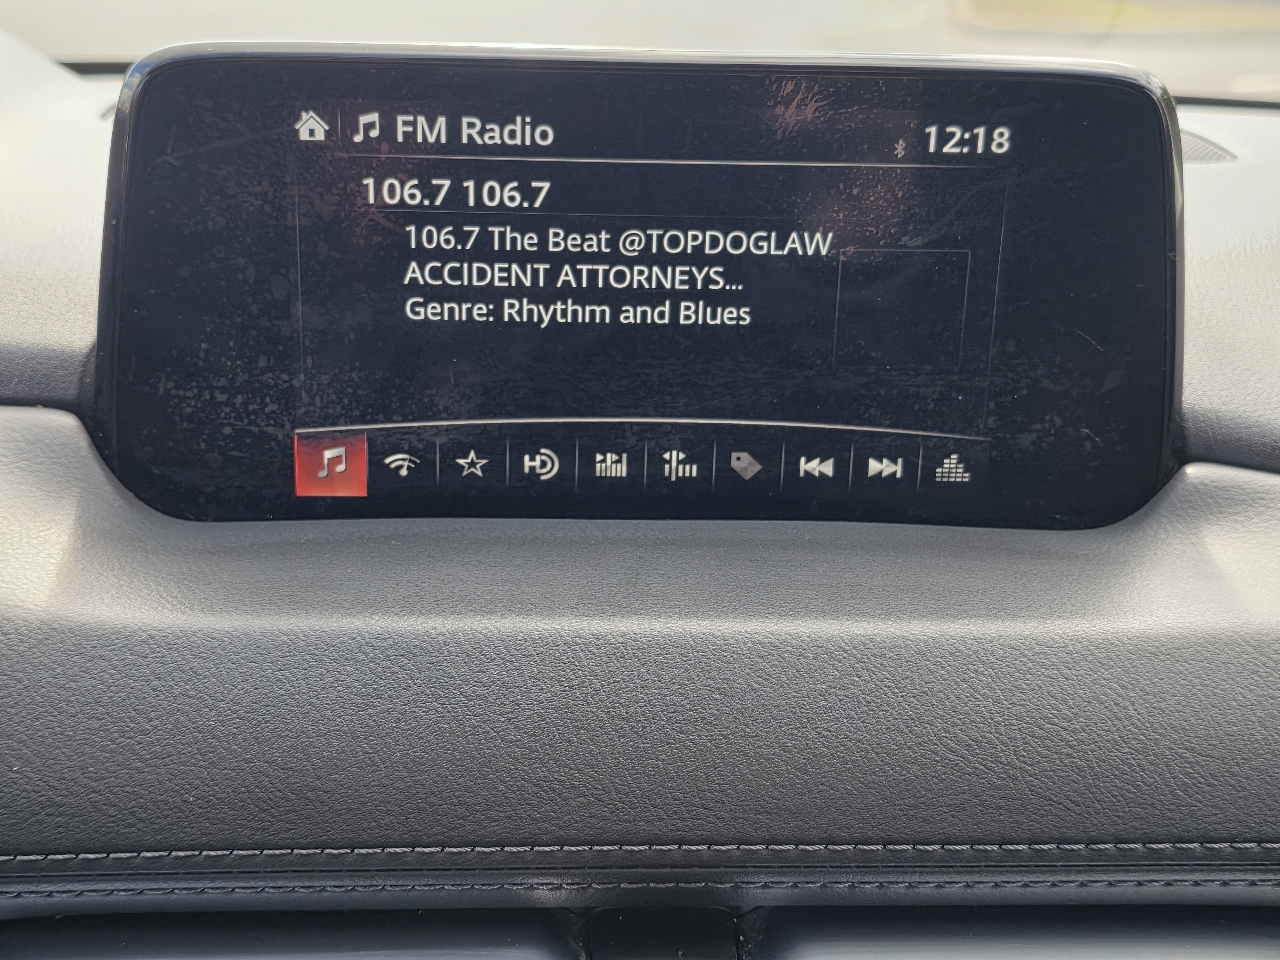 FM Radio
12:18
106.7 106.7
106.7 The Beat @TOPDOGLAW
ACCIDENT ATTORNEYS...
Genre: Rhythm and Blues
HD